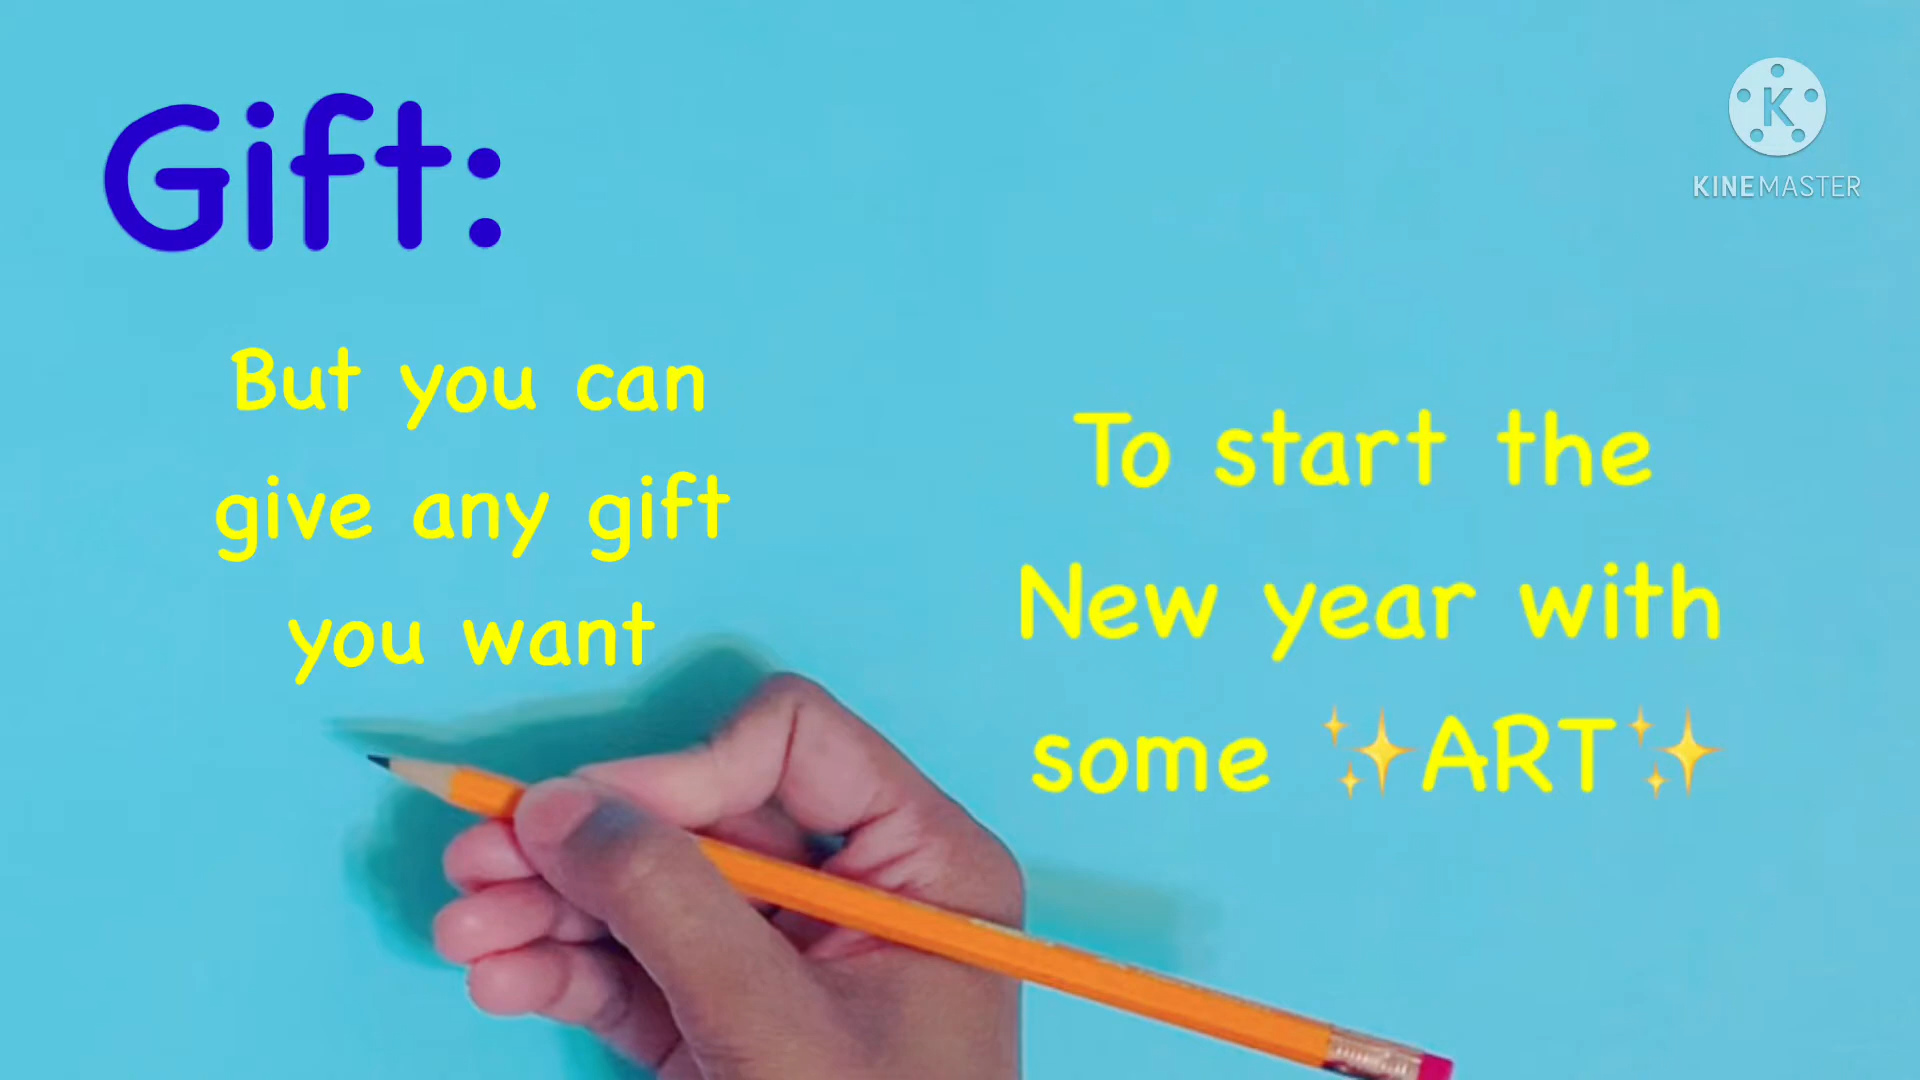 Gift:
But you can
give any gift
you want
To start the
New year with
some ✨ART✨
KINEMASTER